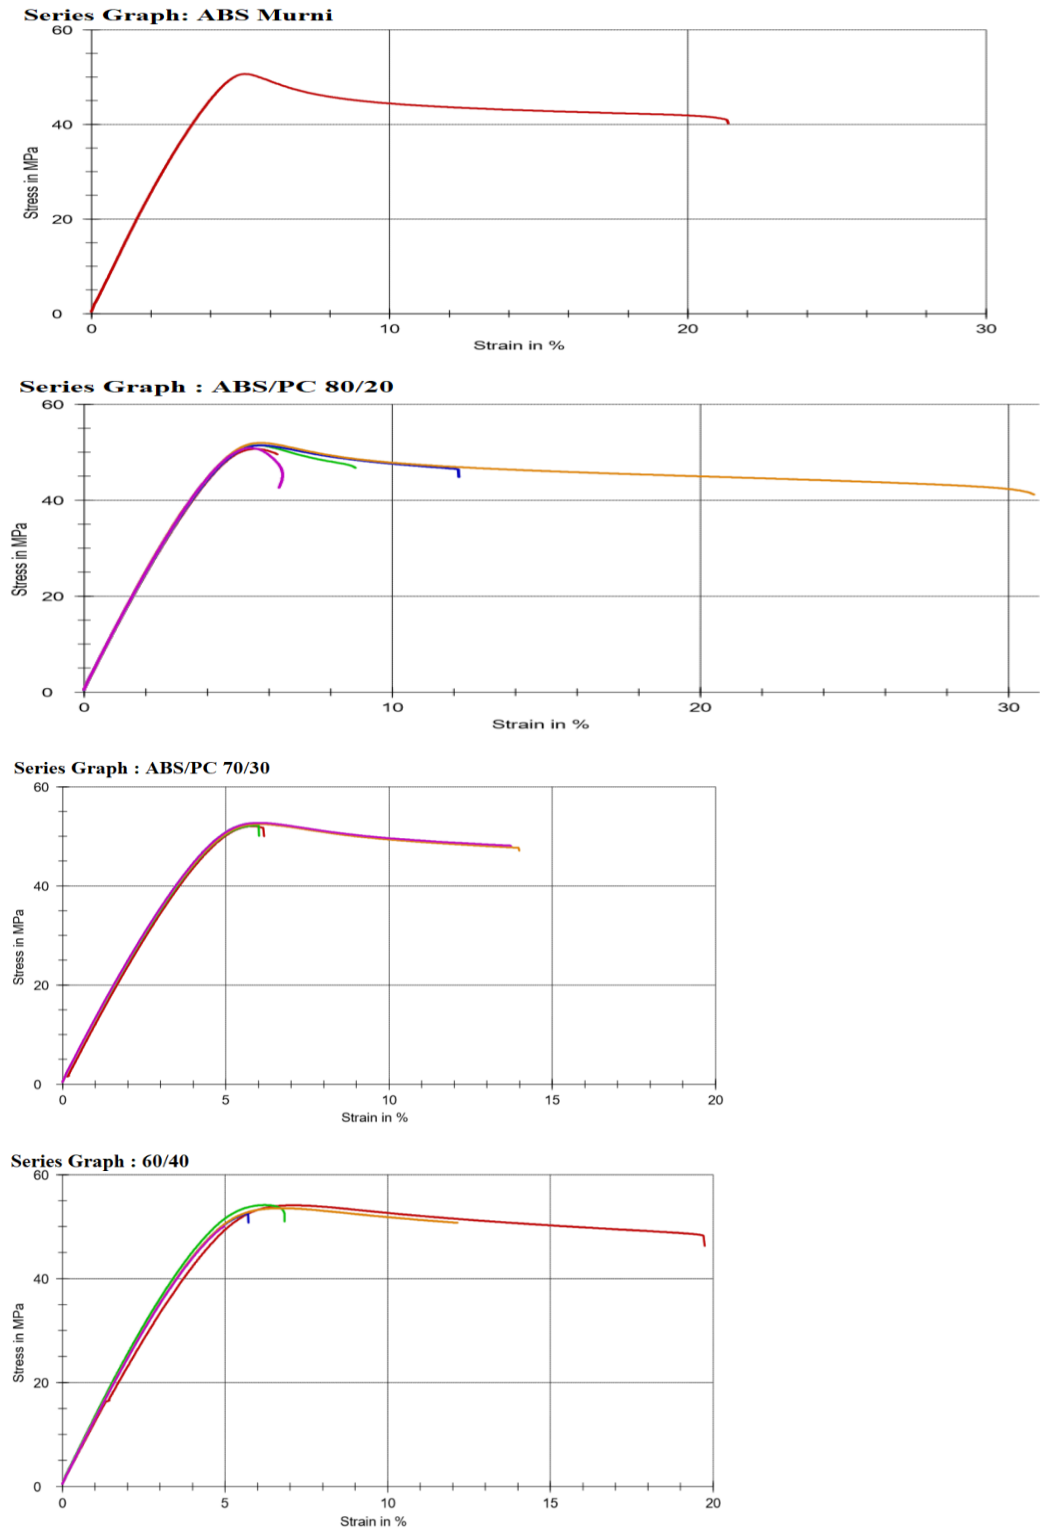 Series Graph: ABS Murni
60
40
20
0
Stress in MPa
0 10 20 30
Strain in %
Series Graph : ABS/PC 80/20
60
40
20
0
Stress in MPa
0 10 20 30
Strain in %
Series Graph : ABS/PC 70/30
60
40
20
0
Stress in MPa
0 5 10 15 20
Strain in %
Series Graph : 60/40
60
40
20
0
Stress in MPa
0 5 10 15 20
Strain in %